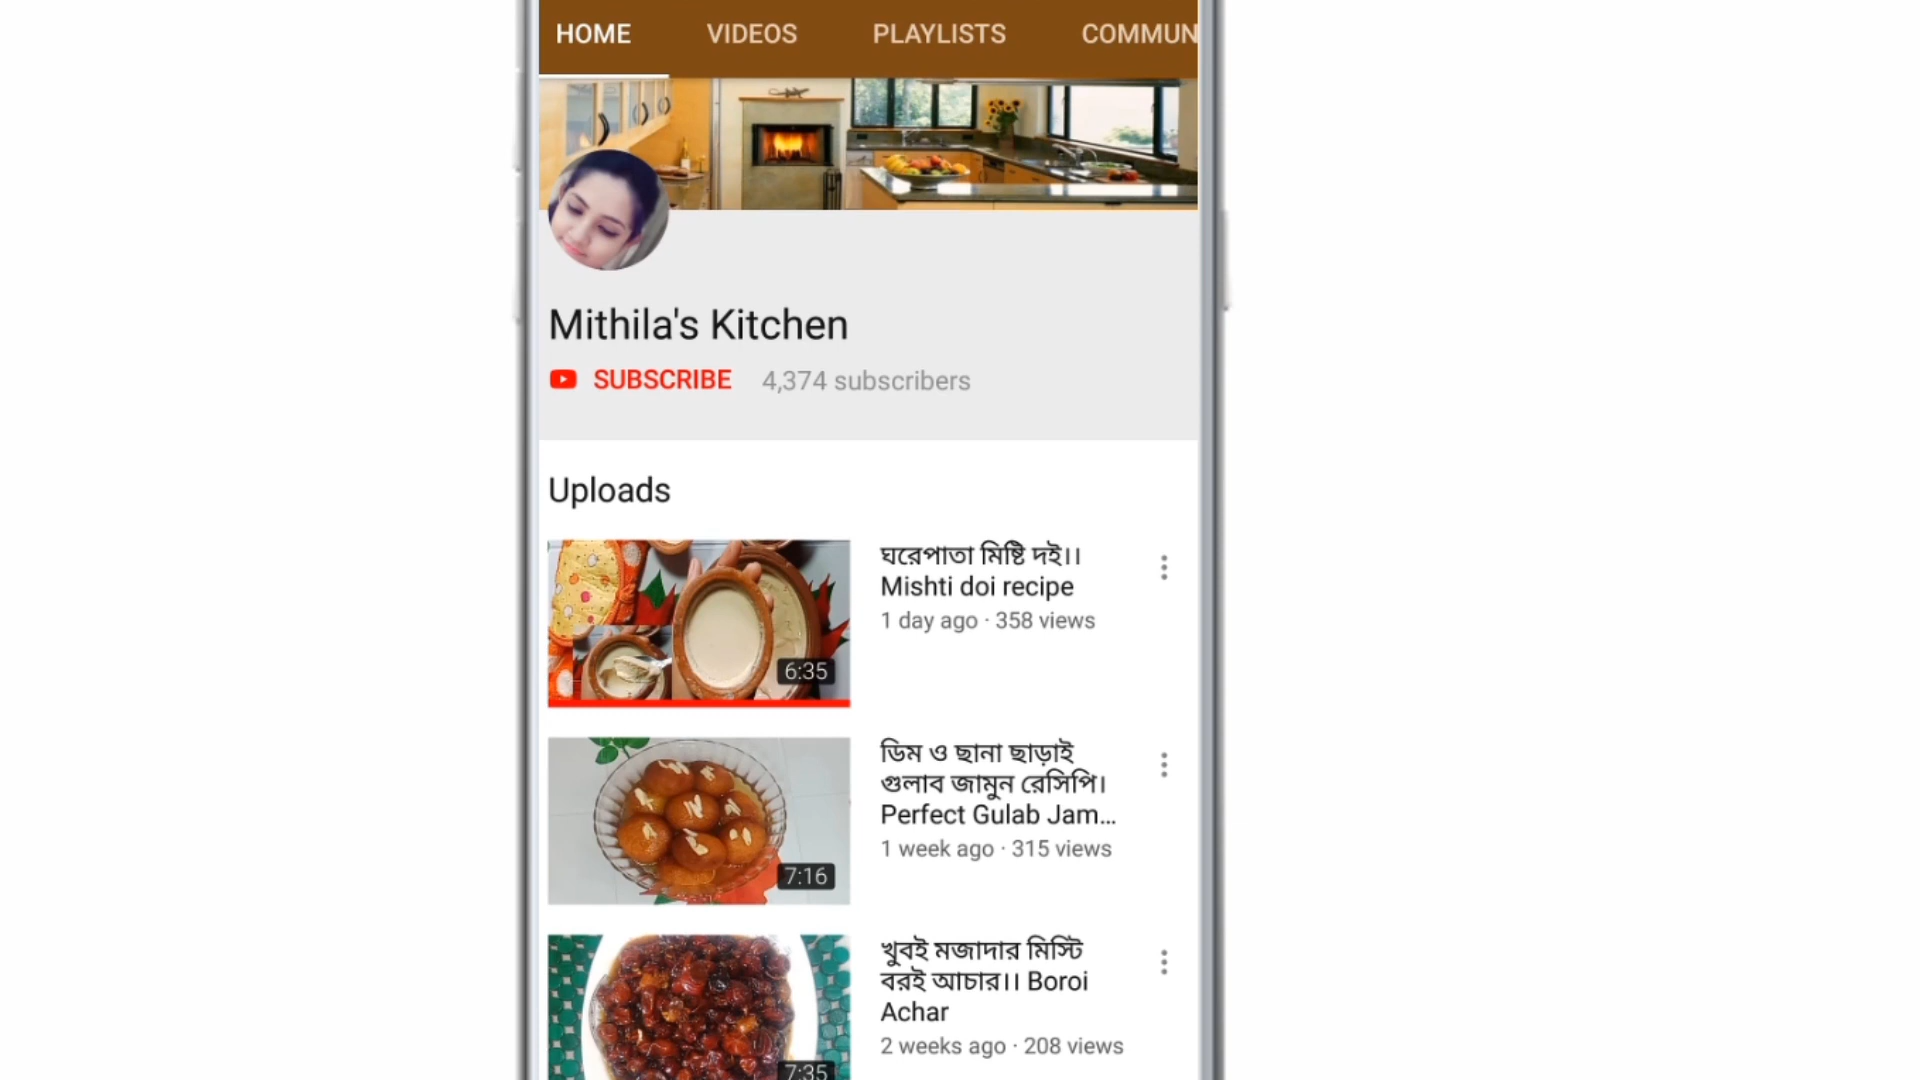 HOME VIDEOS PLAYLISTS COMMUN
Mithila's Kitchen
SUBSCRIBE 4,374 subscribers
Uploads
ঘরেপাতা মিষ্টি দই।।
Mishti doi recipe
1 day ago · 358 views
6:35
ডিম ও ছানা ছাড়াই
গুলাব জামুন রেসিপি।
Perfect Gulab Jam...
1 week ago · 315 views
7:16
খুবই মজাদার মিস্টি
বরই আচার।। Boroi
Achar
2 weeks ago · 208 views
7:35